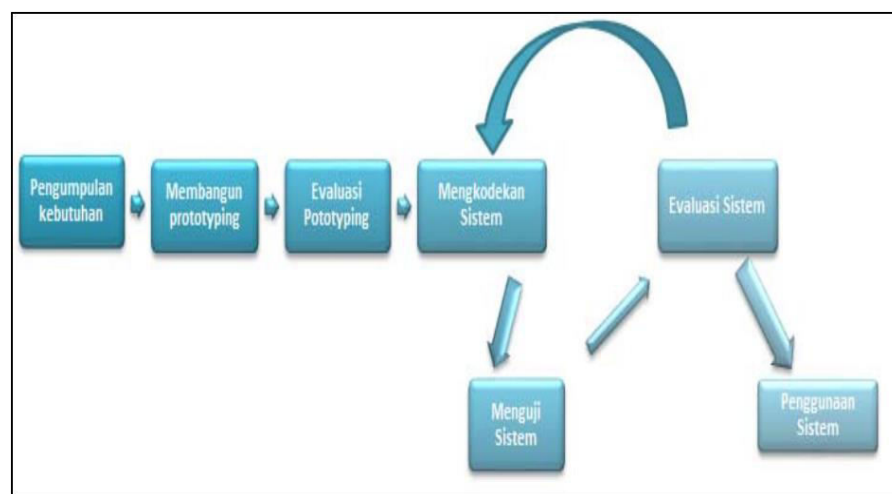 Pengumpulan
kebutuhan
Membangun
prototyping
Evaluasi
Pototyping
Mengkodekan
Sistem
Evaluasi Sistem
Menguji
Sistem
Penggunaan
Sistem